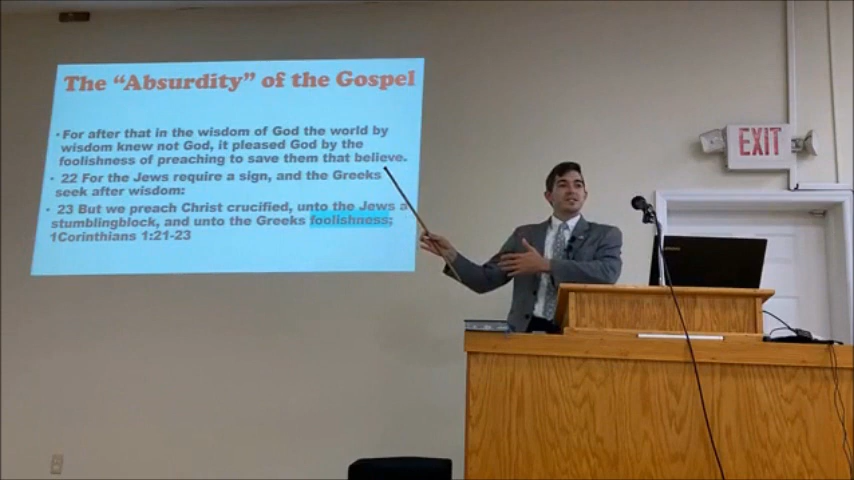 The “Absurdity” of the Gospel
•For after that in the wisdom of God the world by
wisdom knew not God, it pleased God by the
foolishness of preaching to save them that believe.
• 22 For the Jews require a sign, and the Greeks
seek after wisdom:
• 23 But we preach Christ crucified, unto the Jews a
stumblingblock, and unto the Greeks foolishness;
1Corinthians 1:21-23
EXIT
Lenovo